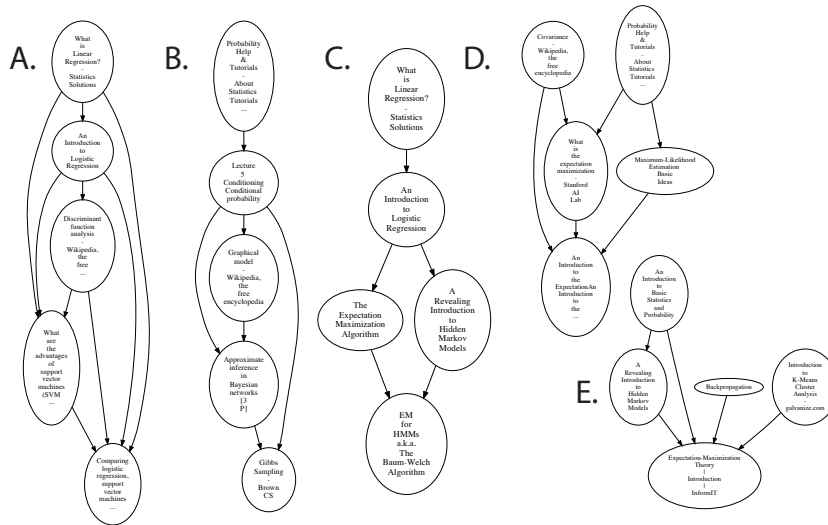 A.
What
is
Linear
Regression?
-
Statistics
Solutions
An
Introduction
to
Logistic
Regression
Discriminant
function
analysis
-
Wikipedia,
the
free
...
What
are
the
advantages
of
support
vector
machines
(SVM
...
Comparing
logistic
regression,
support
vector
machines
...
B.
Probability
Help
&
Tutorials
-
About
Statistics
Tutorials
...
Lecture
5
Conditioning
Conditional
probability
Graphical
model
-
Wikipedia,
the
free
encyclopedia
Approximate
inference
in
Bayesian
networks
[3
P]
Gibbs
Sampling
-
Brown
CS
C.
What
is
Linear
Regression?
-
Statistics
Solutions
An
Introduction
to
Logistic
Regression
The
Expectation
Maximization
Algorithm
A
Revealing
Introduction
to
Hidden
Markov
Models
EM
for
HMMs
a.k.a.
The
Baum-Welch
Algorithm
D.
Covariance
-
Wikipedia,
the
free
encyclopedia
Probability
Help
&
Tutorials
-
About
Statistics
Tutorials
...
What
is
the
expectation
maximization
-
Stanford
AI
Lab
Maximum-Likelihood
Estimation
Basic
Ideas
An
Introduction
to
the
ExpectationAn
Introduction
to
the
...
E.
An
Introduction
to
Basic
Statistics
and
Probability
A
Revealing
Introduction
to
Hidden
Markov
Models
Backpropagation
Introduction
to
K-Means
Cluster
Analysis
-
galvanize.com
Expectation-Maximization
Theory
|
Introduction
|
InformIT